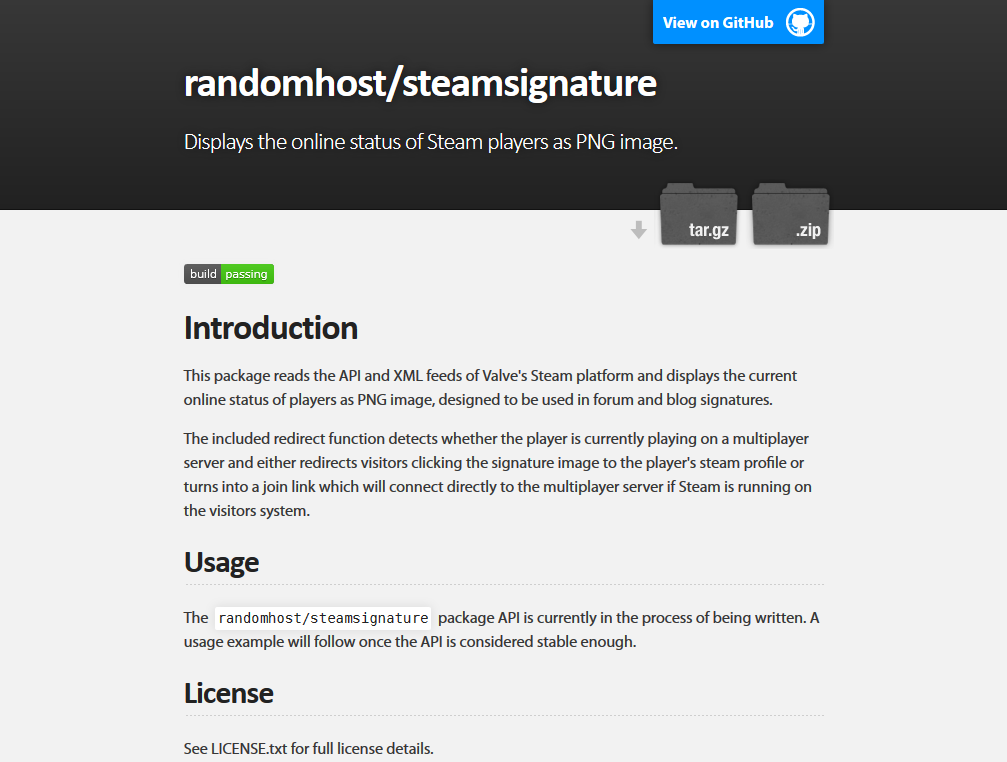 View on GitHub
randomhost/steamsignature
Displays the online status of Steam players as PNG image.
tar.gz
.zip
build passing
Introduction
This package reads the API and XML feeds of Valve's Steam platform and displays the current
online status of players as PNG image, designed to be used in forum and blog signatures.
The included redirect function detects whether the player is currently playing on a multiplayer
server and either redirects visitors clicking the signature image to the player's steam profile or
turns into a join link which will connect directly to the multiplayer server if Steam is running on
the visitors system.
Usage
The randomhost/steamsignature package API is currently in the process of being written. A
usage example will follow once the API is considered stable enough.
License
See LICENSE.txt for full license details.